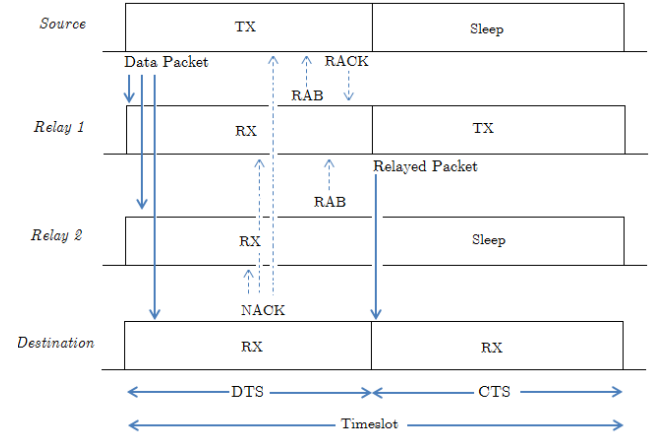 Source
TX
Sleep
Data Packet
RACK
RAB
Relay 1
RX
TX
Relayed Packet
RAB
Relay 2
RX
Sleep
NACK
Destination
RX
RX
DTS
CTS
Timeslot